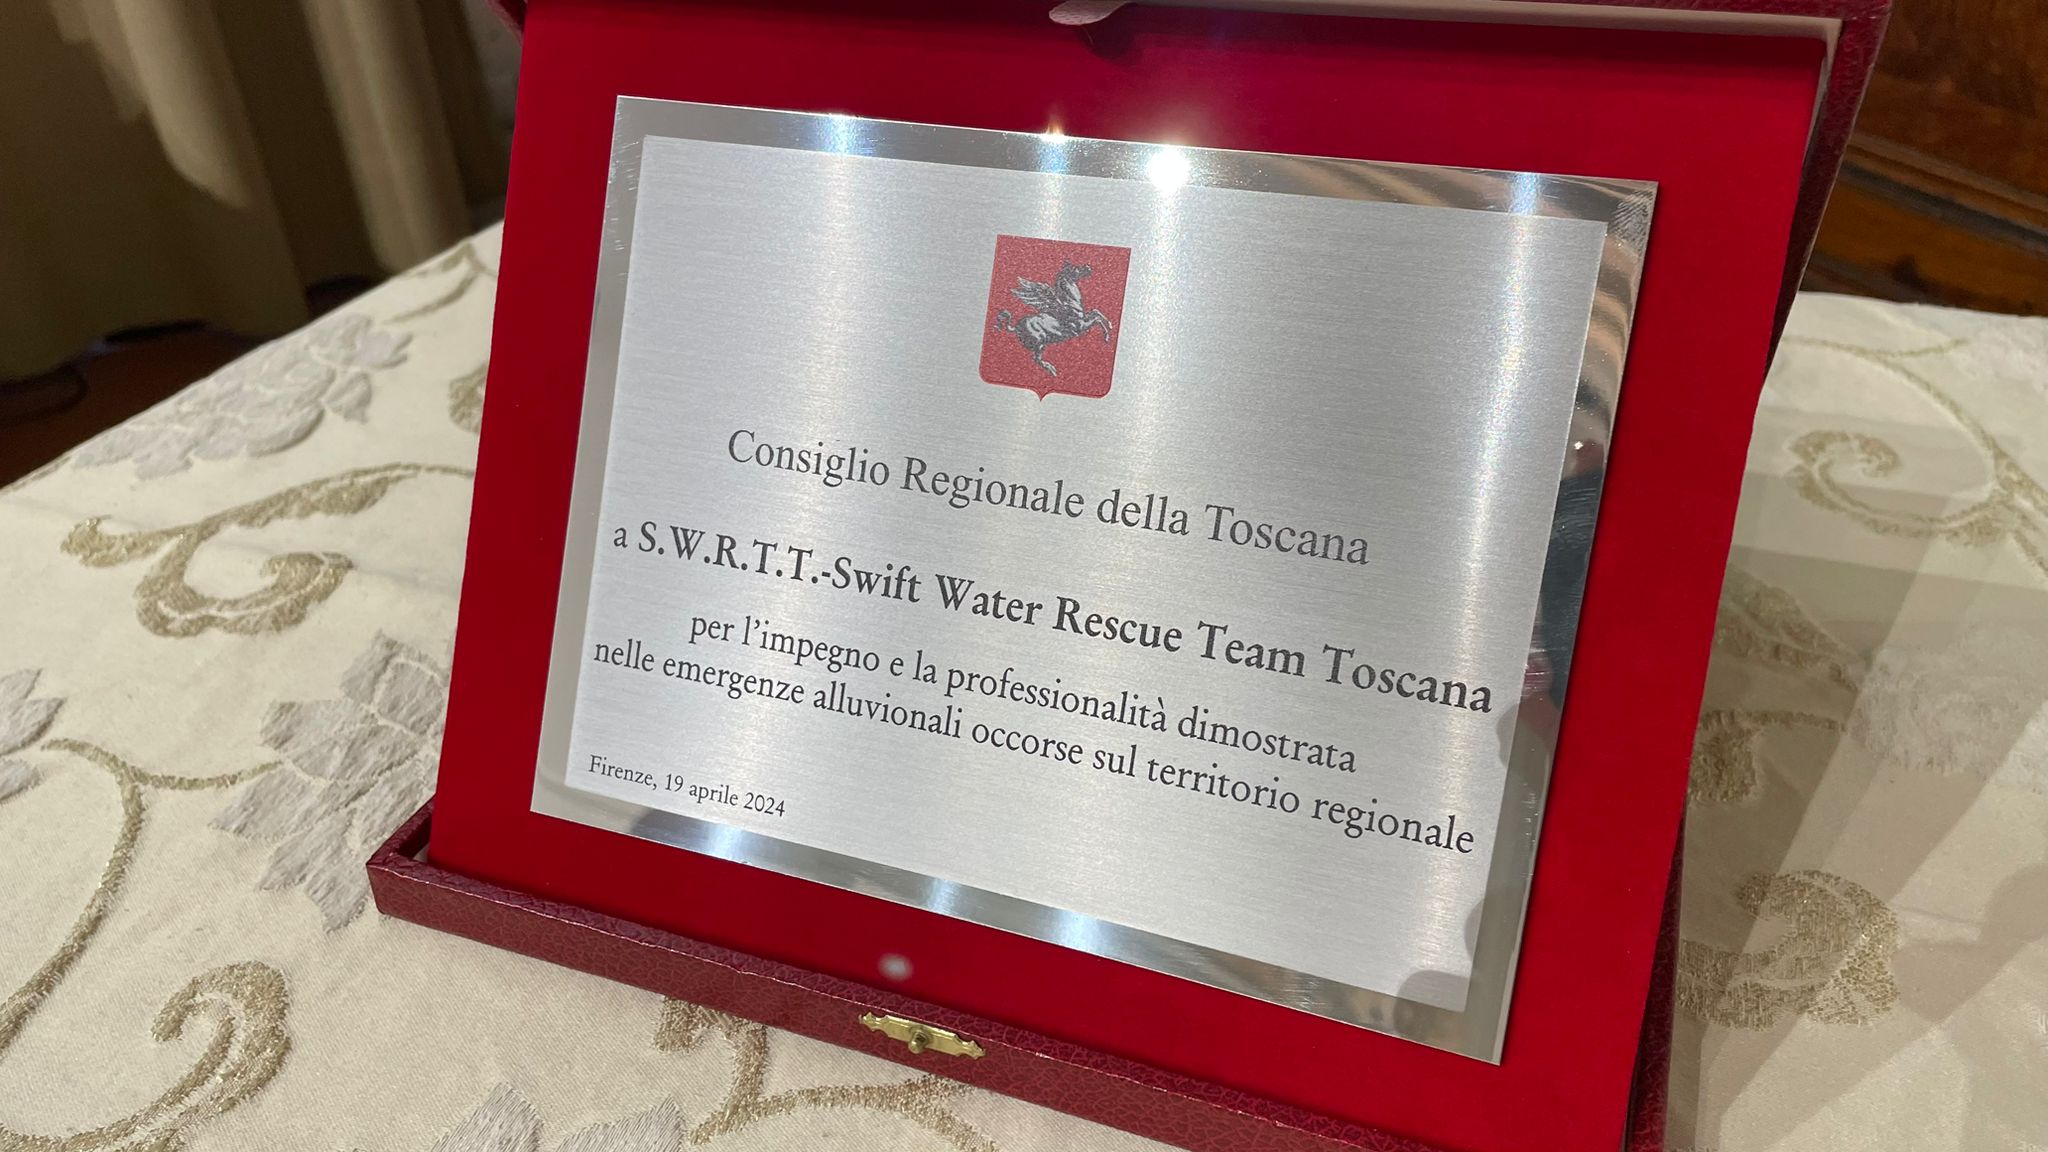 Consiglio Regionale della Toscana
a S.W.R.T.T.-Swift Water Rescue Team Toscana
per l'impegno e la professionalità dimostrata
nelle emergenze alluvionali occorse sul territorio regionale
Firenze, 19 aprile 2024